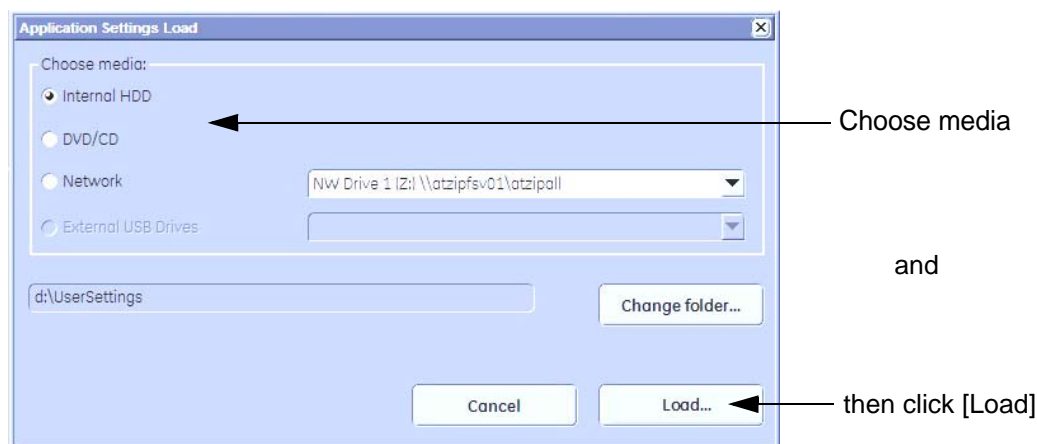 Application Settings Load
Choose media:
Internal HDD
Choose media
DVD/CD
Network
NW Drive 1 (Z:) \\atzipfsv01\atzipall
External USB Drives
and
d:\UserSettings
Change folder...
Cancel
Load...
then click [Load]